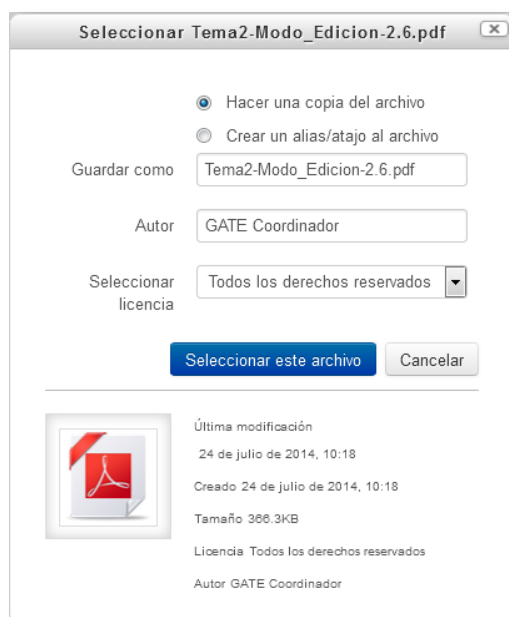 Seleccionar Tema2-Modo_Edicion-2.6.pdf
Hacer una copia del archivo
Crear un alias/atajo al archivo
Guardar como Tema2-Modo_Edicion-2.6.pdf
Autor GATE Coordinador
Seleccionar Todos los derechos reservados
licencia
Seleccionar este archivo Cancelar
Última modificación
24 de julio de 2014, 10:18
Creado 24 de julio de 2014, 10:18
Tamaño 366.3KB
Licencia Todos los derechos reservados
Autor GATE Coordinador